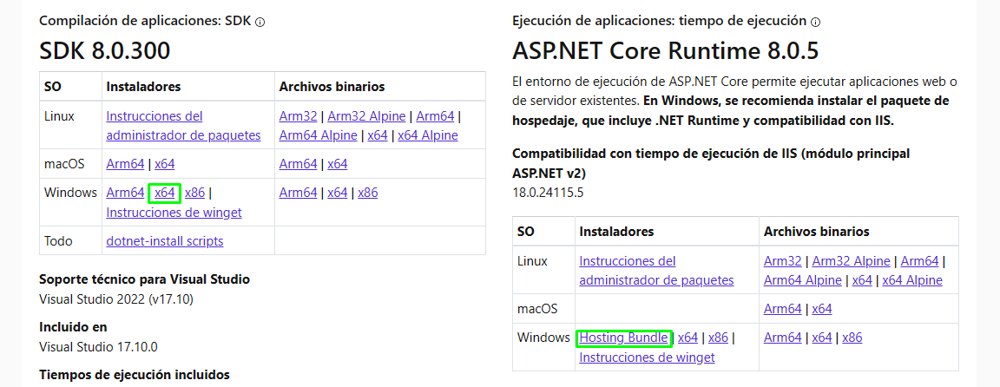 Compilación de aplicaciones: SDK
SDK 8.0.300
SO Instaladores Archivos binarios
Linux Instrucciones del Arm32 | Arm32 Alpine | Arm64 |
administrador de paquetes Arm64 Alpine | x64 | x64 Alpine
macOS Arm64 | x64 Arm64 | x64
Windows Arm64 x64 x86 | Arm64 | x64 | x86
Instrucciones de winget
Todo dotnet-install scripts
Soporte técnico para Visual Studio
Visual Studio 2022 (v17.10)
Incluido en
Visual Studio 17.10.0
Tiempos de ejecución incluidos
Ejecución de aplicaciones: tiempo de ejecución
ASP.NET Core Runtime 8.0.5
El entorno de ejecución de ASP.NET Core permite ejecutar aplicaciones web o
de servidor existentes. En Windows, se recomienda instalar el paquete de
hospedaje, que incluye .NET Runtime y compatibilidad con IIS.
Compatibilidad con tiempo de ejecución de IIS (módulo principal
ASP.NET v2)
18.0.24115.5
SO Instaladores Archivos binarios
Linux Instrucciones del Arm32 | Arm32 Alpine | Arm64 |
administrador de paquetes Arm64 Alpine | x64 | x64 Alpine
macOS Arm64 | x64
Windows Hosting Bundle | x64 | x86 | Arm64 | x64 | x86
Instrucciones de winget